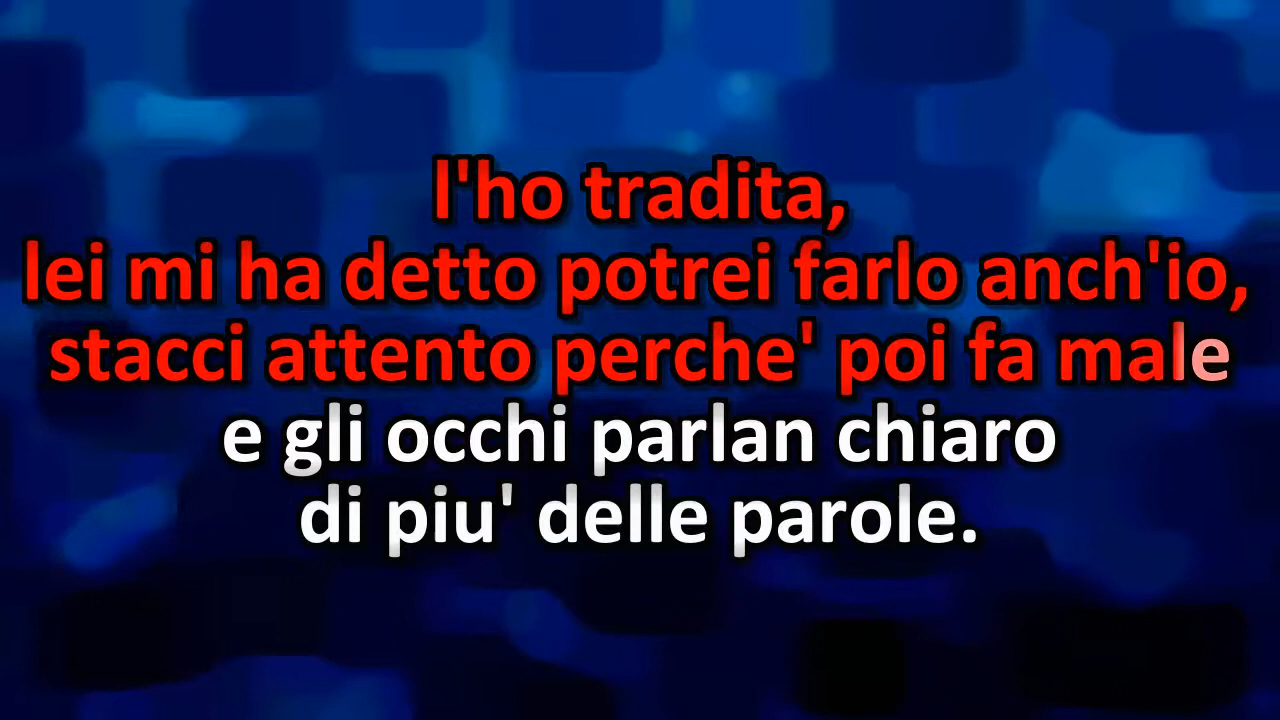 l'ho tradita,
lei mi ha detto potrei farlo anch'io,
stacci attento perche' poi fa male
e gli occhi parlan chiaro
di piu' delle parole.